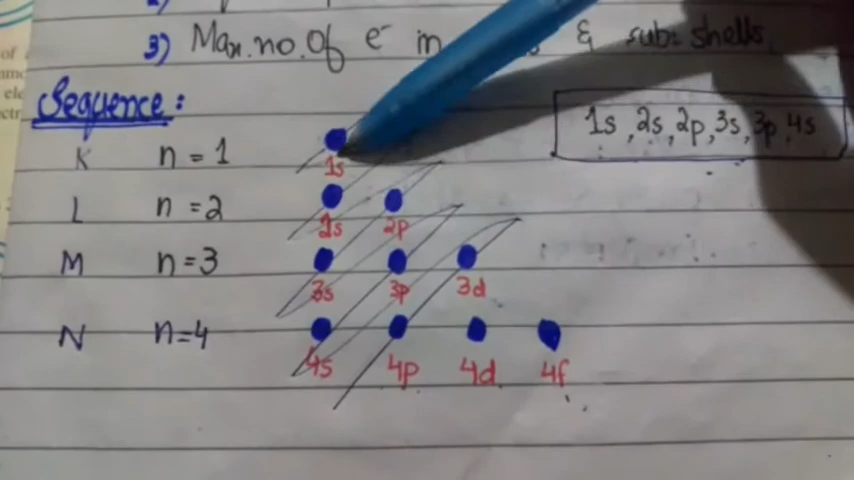 3) Max. no. Of e⁻ in & sub-shells
Sequence:
1s, 2s, 2p, 3s, 3p, 4s
K n = 1 1s
L n = 2 2s 2p
M n = 3 3s 3p 3d
N n = 4 4s 4p 4d 4f